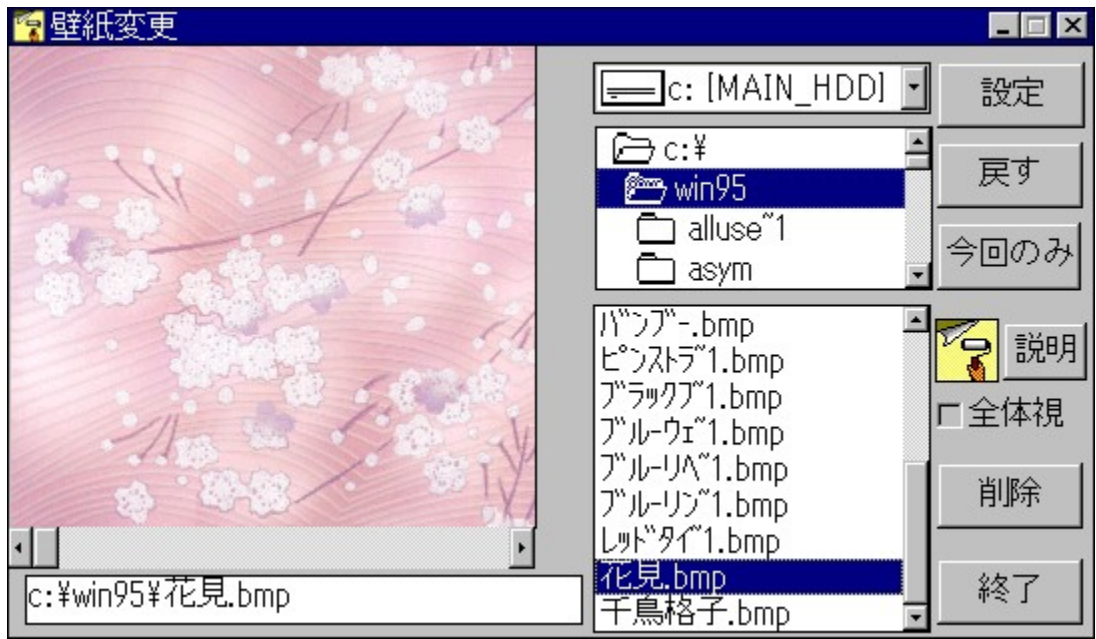 壁紙変更
c: [MAIN_HDD]
設定
c:¥
win95
alluse~1
asym
戻す
今回のみ
ﾊﾞﾝﾌﾞｰ.bmp
ﾋﾟﾝｽﾄﾗ~1.bmp
ﾌﾞﾗｯｸﾌﾞ~1.bmp
ﾌﾞﾙｰｳｪ~1.bmp
ﾌﾞﾙｰﾘﾍﾞ~1.bmp
ﾌﾞﾙｰﾘﾝ~1.bmp
ﾚｯﾄﾞﾀｲ~1.bmp
花見.bmp
千鳥格子.bmp
説明
全体視
削除
終了
c:¥win95¥花見.bmp